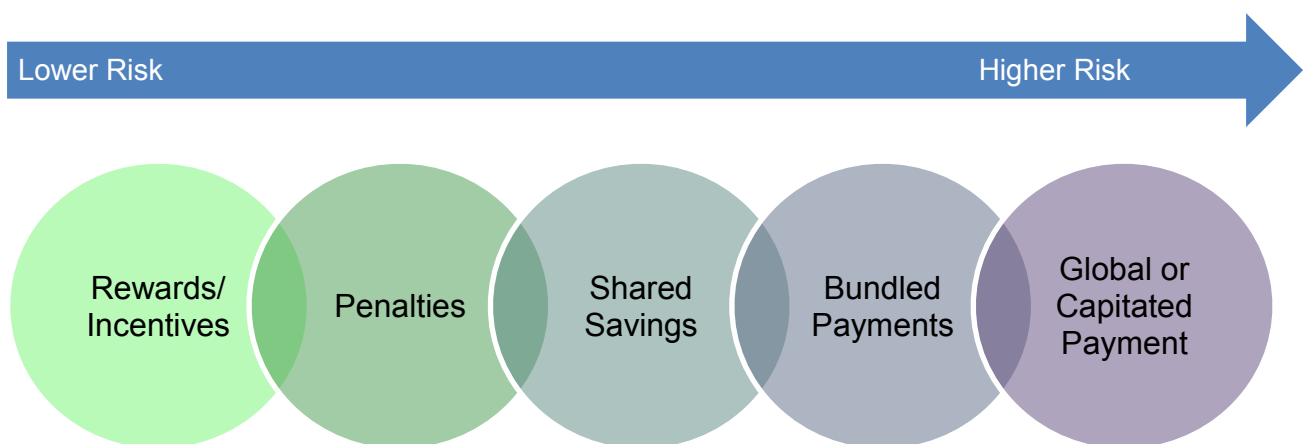 Lower Risk
Higher Risk
Rewards/
Incentives
Penalties
Shared
Savings
Bundled
Payments
Global or
Capitated
Payment